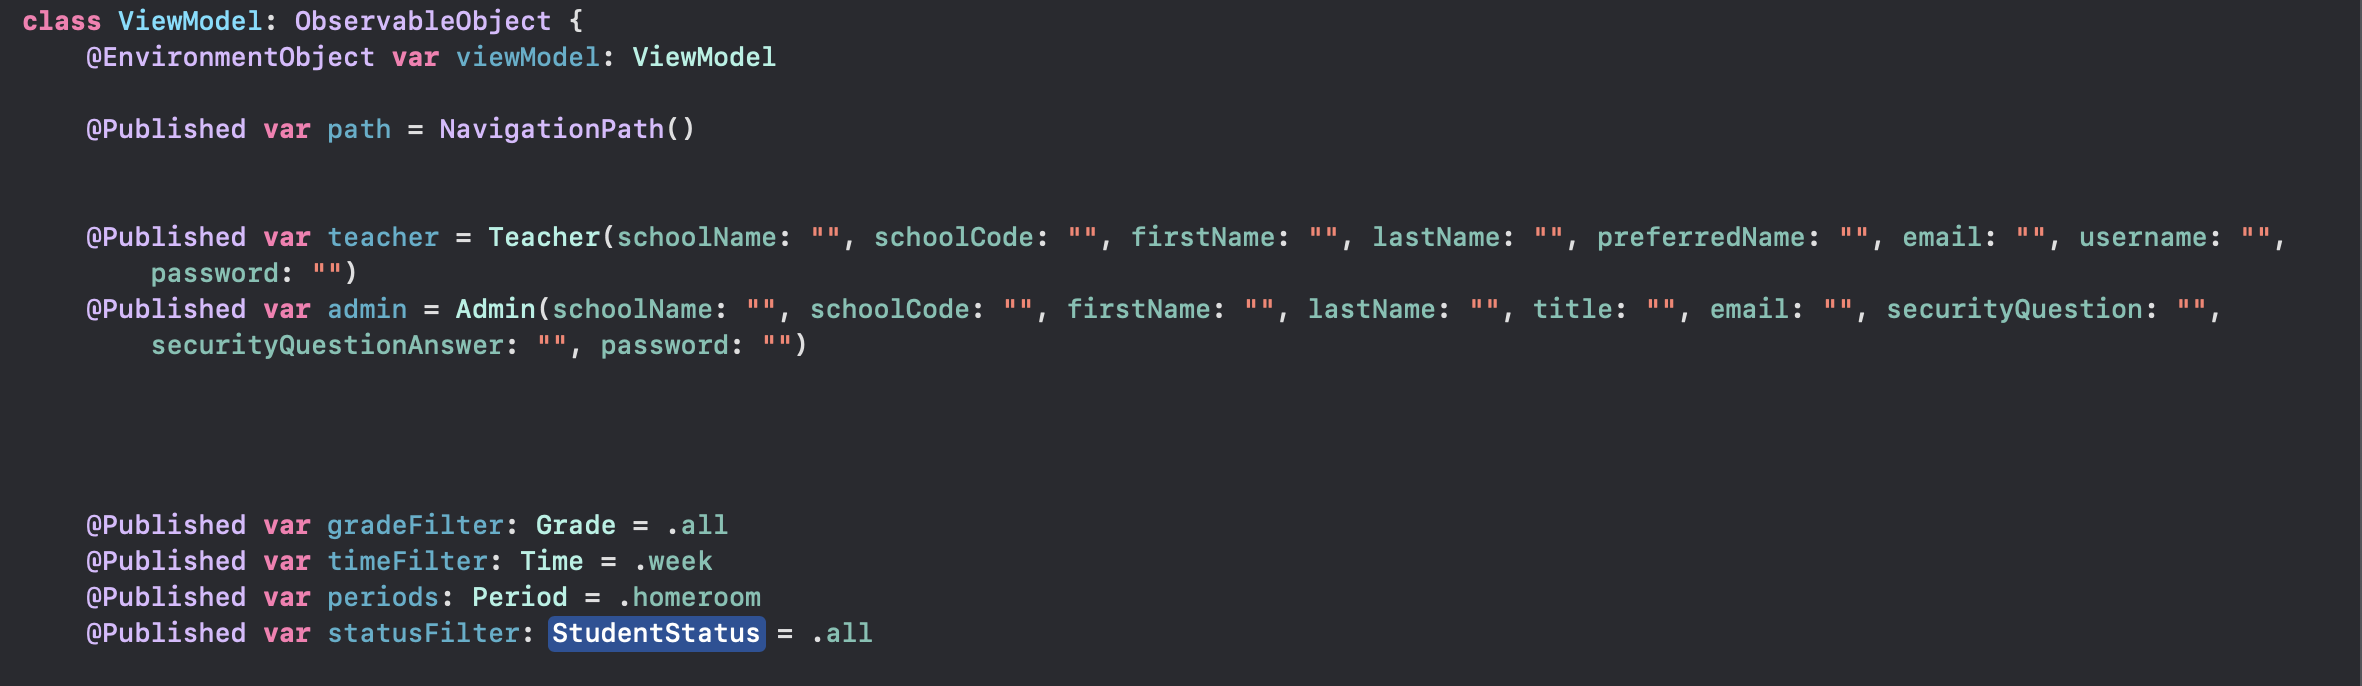 class ViewModel: ObservableObject {
    @EnvironmentObject var viewModel: ViewModel
    @Published var path = NavigationPath()
    @Published var teacher = Teacher(schoolName: "", schoolCode: "", firstName: "", lastName: "", preferredName: "", email: "", username: "",
        password: "")
    @Published var admin = Admin(schoolName: "", schoolCode: "", firstName: "", lastName: "", title: "", email: "", securityQuestion: "",
        securityQuestionAnswer: "", password: "")
    @Published var gradeFilter: Grade = .all
    @Published var timeFilter: Time = .week
    @Published var periods: Period = .homeroom
    @Published var statusFilter: StudentStatus = .all